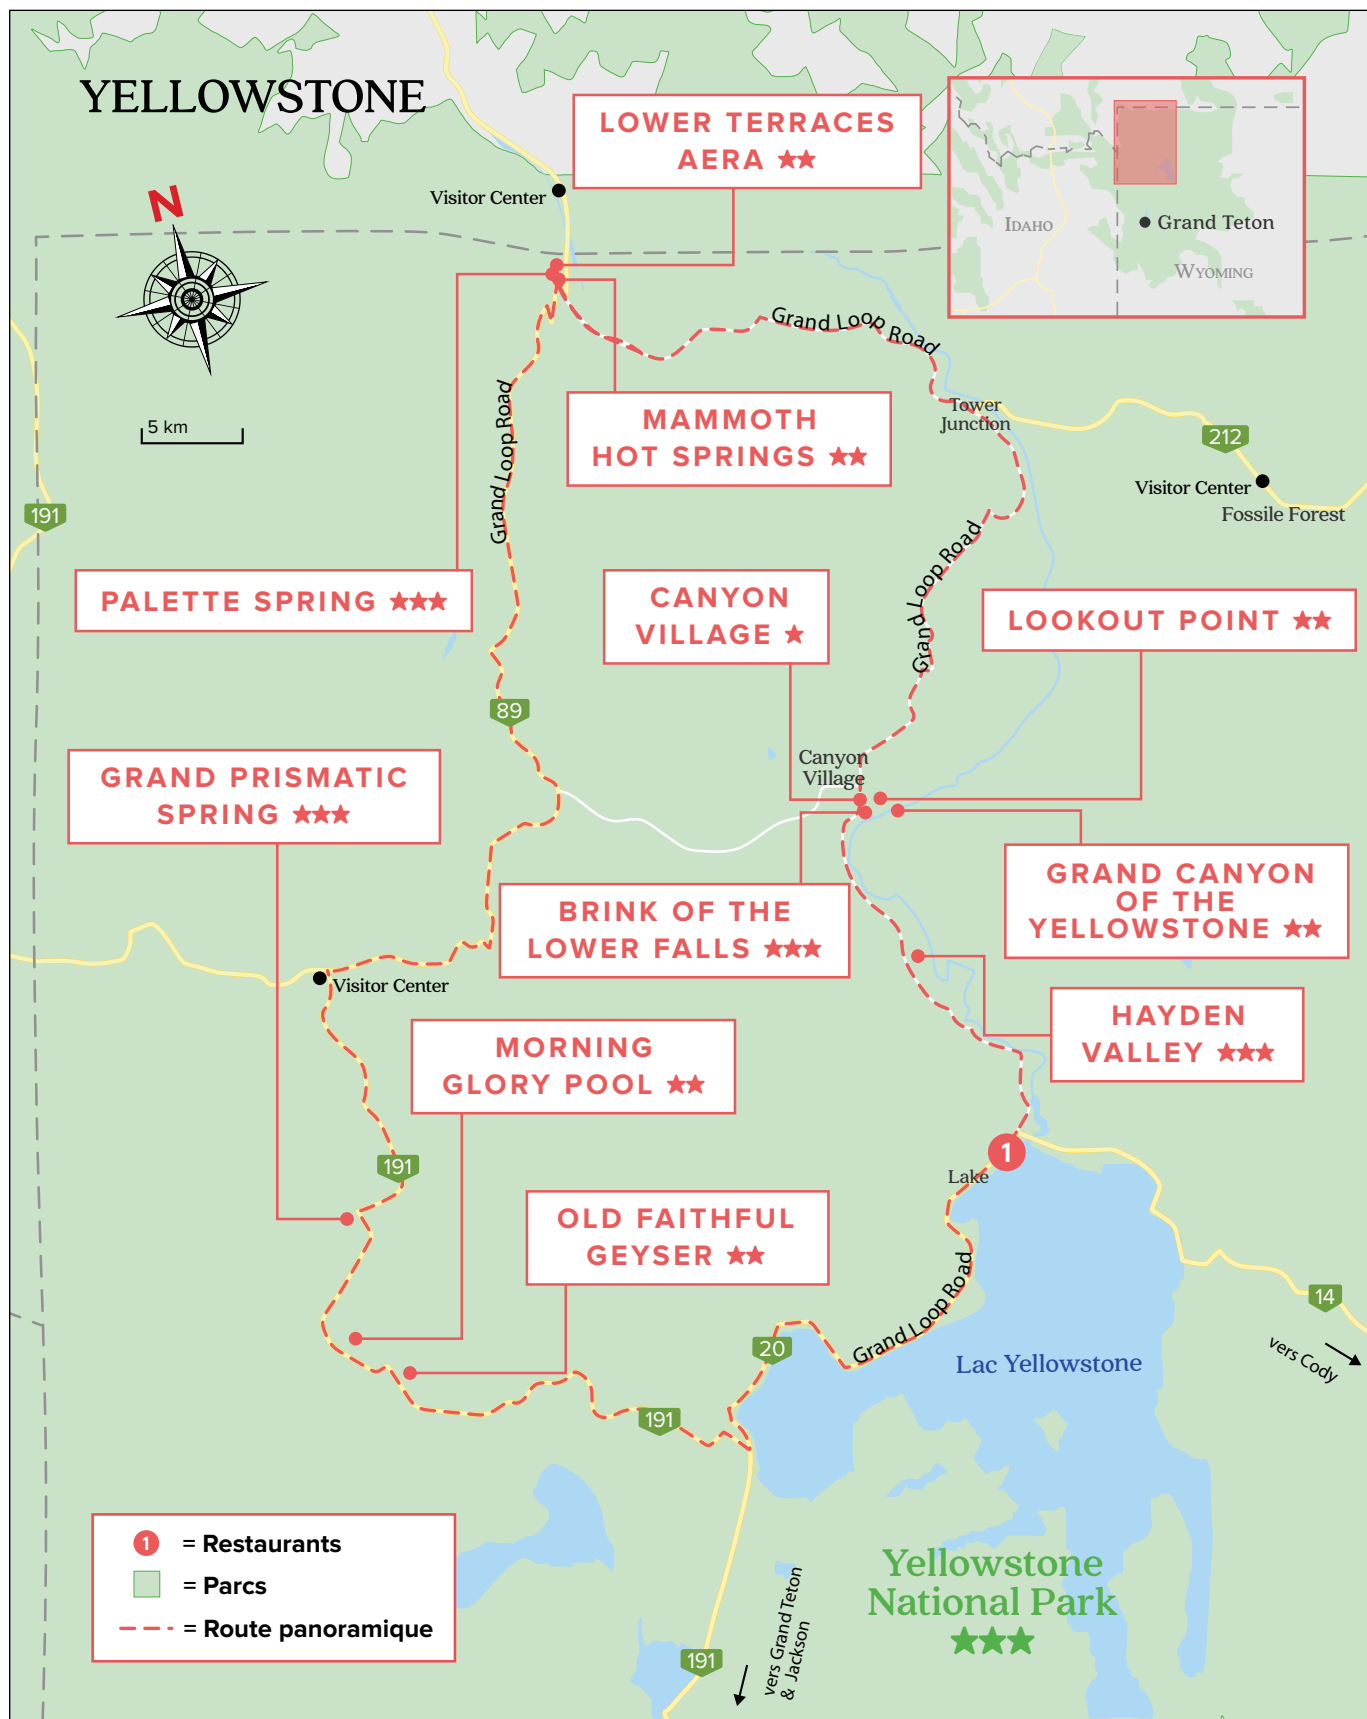 YELLOWSTONE
LOWER TERRACES
AERA ★★
Visitor Center
N
IDAHO
Grand Teton
WYOMING
Grand Loop Road
5 km
Grand Loop Road
MAMMOTH
HOT SPRINGS ★★
Tower
Junction
212
Visitor Center
Fossile Forest
191
PALETTE SPRING ★★★
CANYON
VILLAGE ★
Grand Loop Road
LOOKOUT POINT ★★
89
GRAND PRISMATIC
SPRING ★★★
Canyon
Village
BRINK OF THE
LOWER FALLS ★★★
GRAND CANYON
OF THE
YELLOWSTONE ★★
Visitor Center
HAYDEN
VALLEY ★★★
MORNING
GLORY POOL ★★
191
1
Lake
OLD FAITHFUL
GEYSER ★★
Grand Loop Road
14
20
vers Cody
Lac Yellowstone
191
1 = Restaurants
= Parcs
= Route panoramique
Yellowstone
National Park
★★★
vers Grand Teton
& Jackson
191